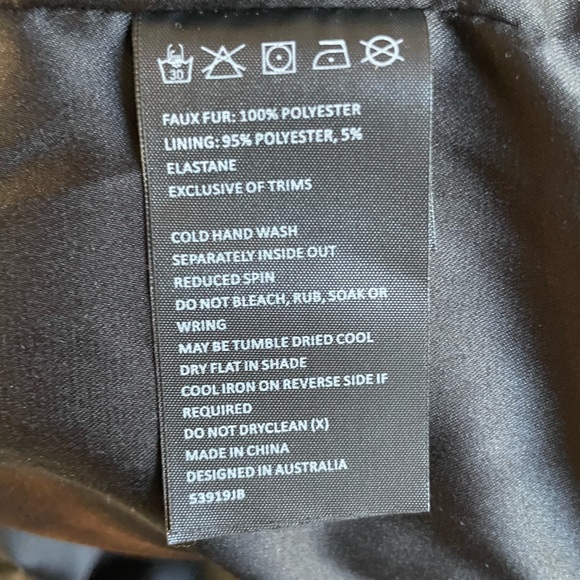 30
FAUX FUR: 100% POLYESTER
LINING: 95% POLYESTER, 5%
ELASTANE
EXCLUSIVE OF TRIMS
COLD HAND WASH
SEPARATELY INSIDE OUT
REDUCED SPIN
DO NOT BLEACH, RUB, SOAK OR
WRING
MAY BE TUMBLE DRIED COOL
DRY FLAT IN SHADE
COOL IRON ON REVERSE SIDE IF
REQUIRED
DO NOT DRYCLEAN (X)
MADE IN CHINA
DESIGNED IN AUSTRALIA
S3919JB